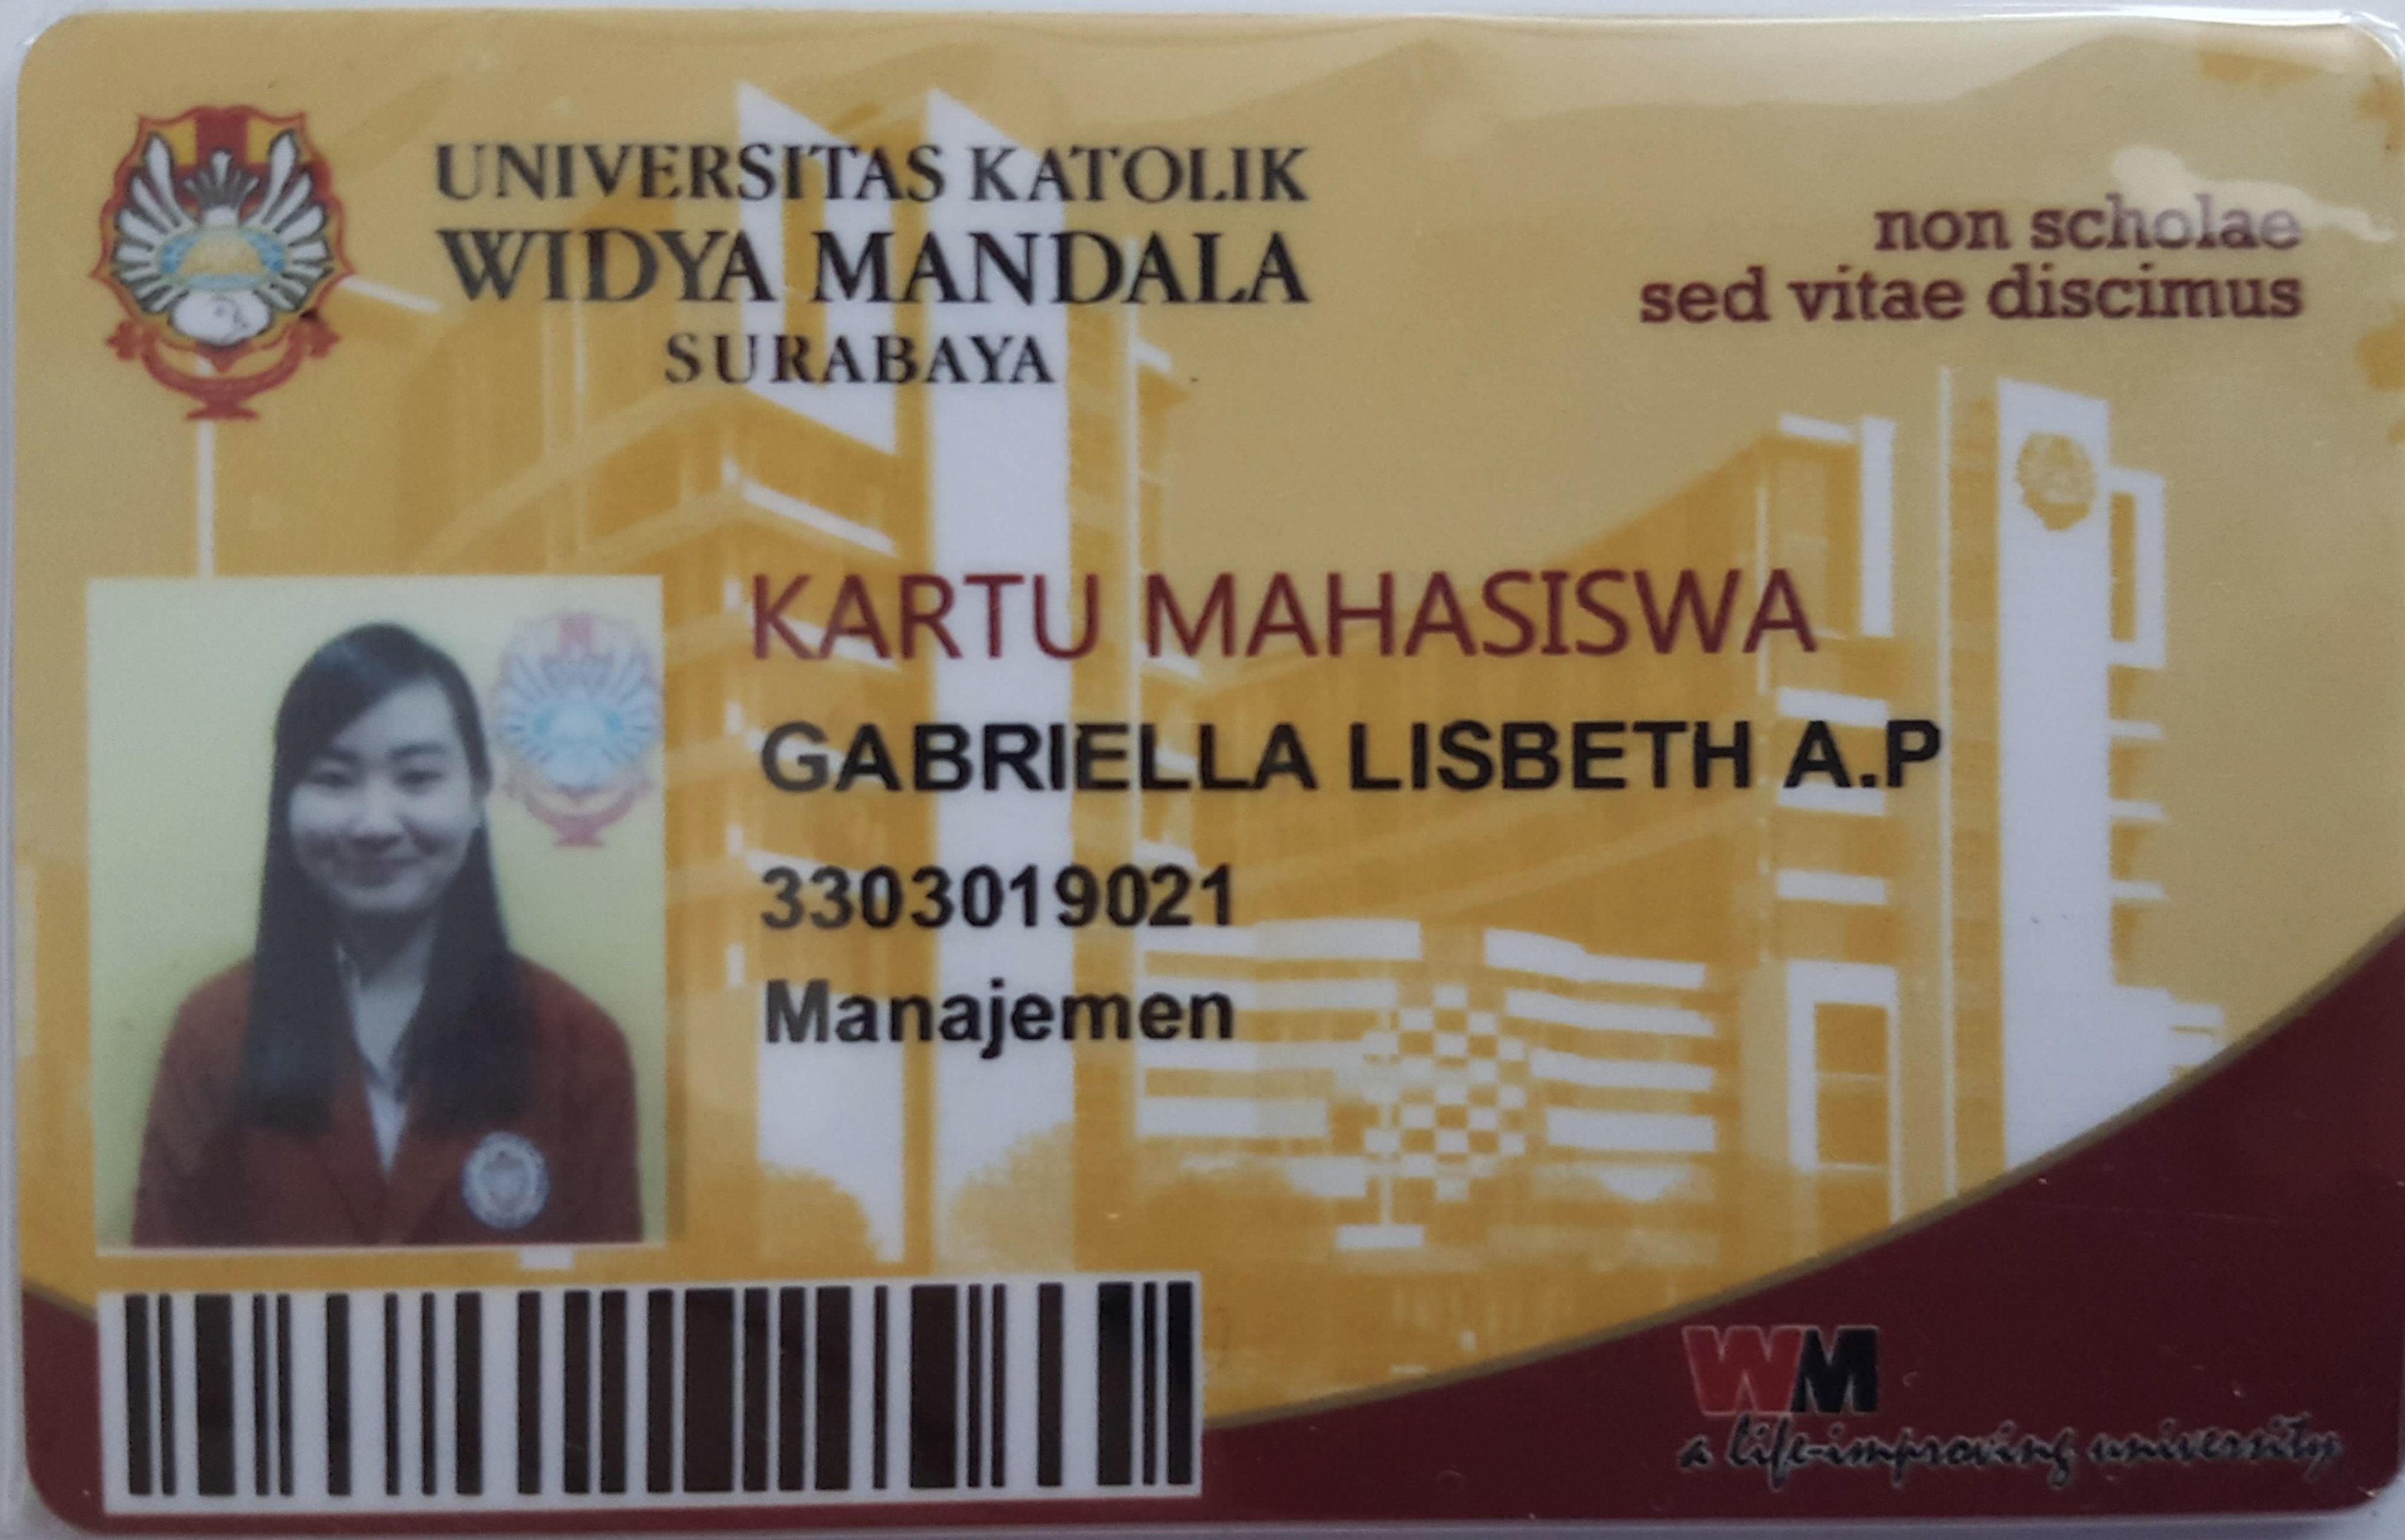 UNIVERSITAS KATOLIK
WIDYA MANDALA
SURABAYA
non scholae
sed vitae discimus
KARTU MAHASISWA
GABRIELLA LISBETH A.P
3303019021
Manajemen
WM
a life-improving university